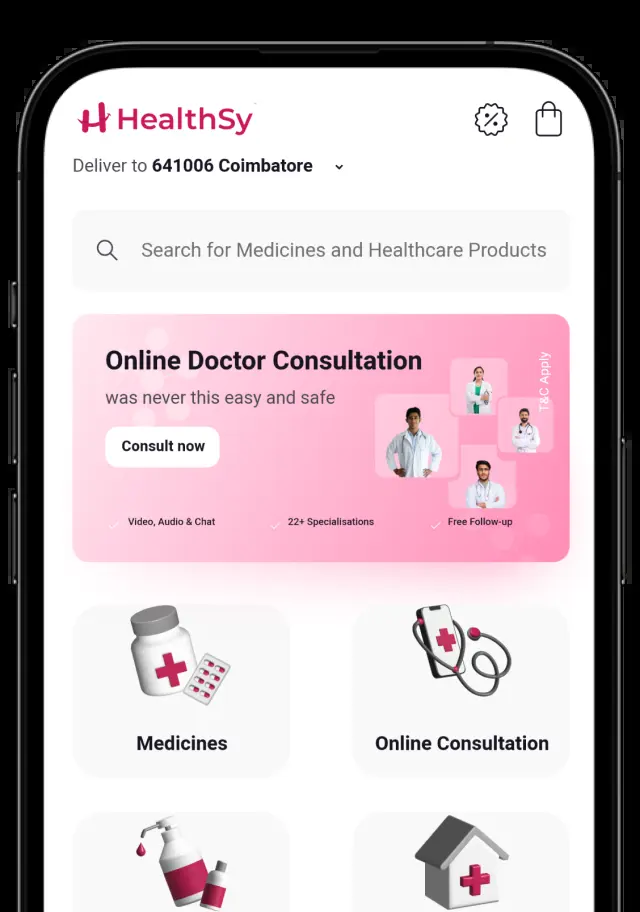 HealthSy
Deliver to 641006 Coimbatore
Search for Medicines and Healthcare Products
Online Doctor Consultation
was never this easy and safe
Consult now
T&C Apply
Video, Audio & Chat
22+ Specialisations
Free Follow-up
Medicines
Online Consultation